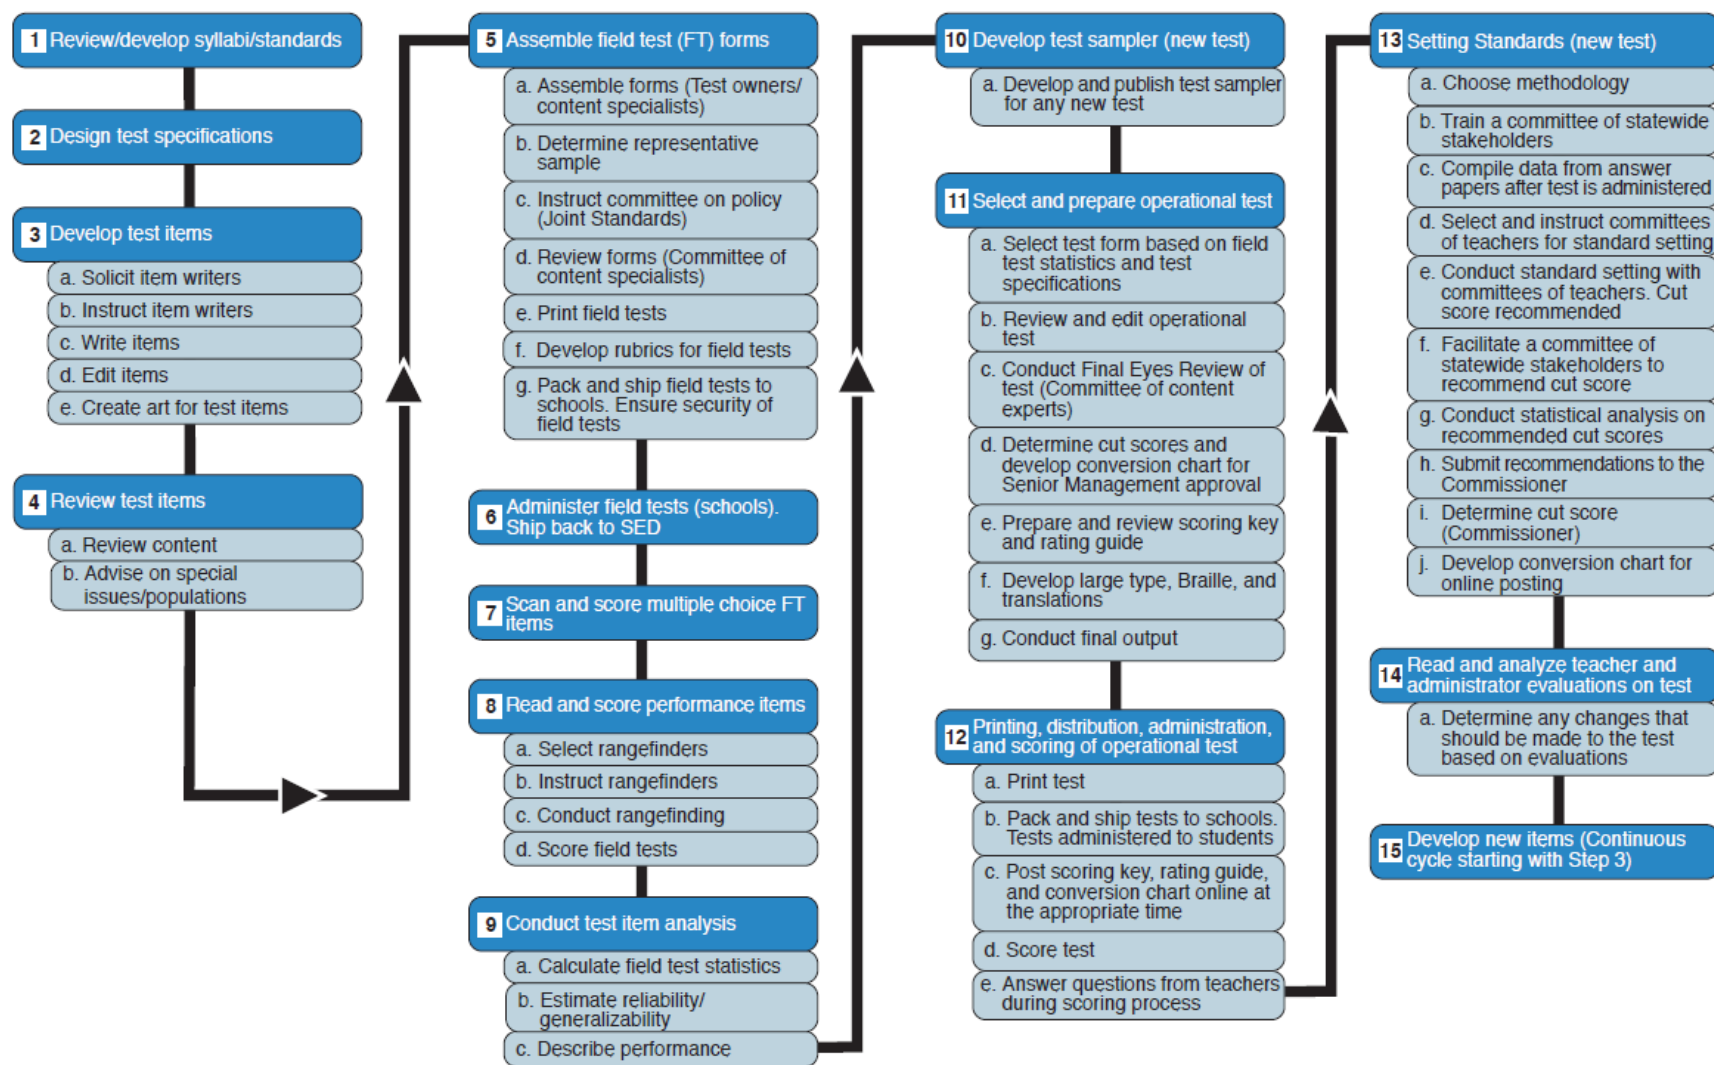 1 Review/develop syllabi/standards
2 Design test specifications
3 Develop test items
a. Solicit item writers
b. Instruct item writers
c. Write items
d. Edit items
e. Create art for test items
4 Review test items
a. Review content
b. Advise on special
issues/populations
5 Assemble field test (FT) forms
a. Assemble forms (Test owners/
content specialists)
b. Determine representative
sample
c. Instruct committee on policy
(Joint Standards)
d. Review forms (Committee of
content specialists)
e. Print field tests
f. Develop rubrics for field tests
g. Pack and ship field tests to
schools. Ensure security of
field tests
6 Administer field tests (schools).
Ship back to SED
7 Scan and score multiple choice FT
items
8 Read and score performance items
a. Select rangefinders
b. Instruct rangefinders
c. Conduct rangefinding
d. Score field tests
9 Conduct test item analysis
a. Calculate field test statistics
b. Estimate reliability/
generalizability
c. Describe performance
10 Develop test sampler (new test)
a. Develop and publish test sampler
for any new test
11 Select and prepare operational test
a. Select test form based on field
test statistics and test
specifications
b. Review and edit operational
test
c. Conduct Final Eyes Review of
test (Committee of content
experts)
d. Determine cut scores and
develop conversion chart for
Senior Management approval
e. Prepare and review scoring key
and rating guide
f. Develop large type, Braille, and
translations
g. Conduct final output
12 Printing, distribution, administration,
and scoring of operational test
a. Print test
b. Pack and ship tests to schools.
Tests administered to students
c. Post scoring key, rating guide,
and conversion chart online at
the appropriate time
d. Score test
e. Answer questions from teachers
during scoring process
13 Setting Standards (new test)
a. Choose methodology
b. Train a committee of statewide
stakeholders
c. Compile data from answer
papers after test is administered
d. Select and instruct committees
of teachers for standard setting
e. Conduct standard setting with
committees of teachers. Cut
score recommended
f. Facilitate a committee of
statewide stakeholders to
recommend cut score
g. Conduct statistical analysis on
recommended cut scores
h. Submit recommendations to the
Commissioner
i. Determine cut score
(Commissioner)
j. Develop conversion chart for
online posting
14 Read and analyze teacher and
administrator evaluations on test
a. Determine any changes that
should be made to the test
based on evaluations
15 Develop new items (Continuous
cycle starting with Step 3)